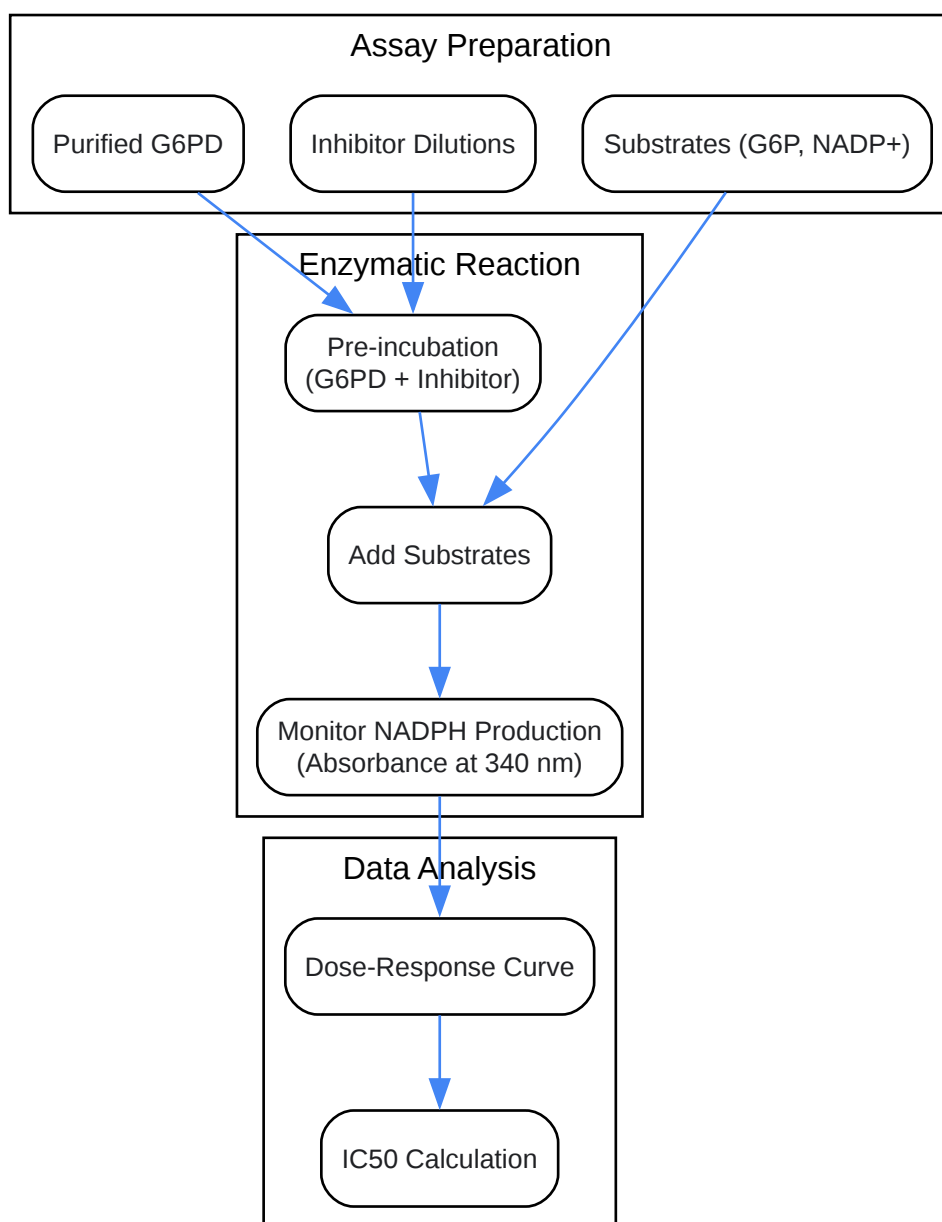 Assay Preparation
Purified G6PD
Inhibitor Dilutions
Substrates (G6P, NADP+)
Enzymatic Reaction
Pre-incubation
(G6PD + Inhibitor)
Add Substrates
Monitor NADPH Production
(Absorbance at 340 nm)
Data Analysis
Dose-Response Curve
IC50 Calculation